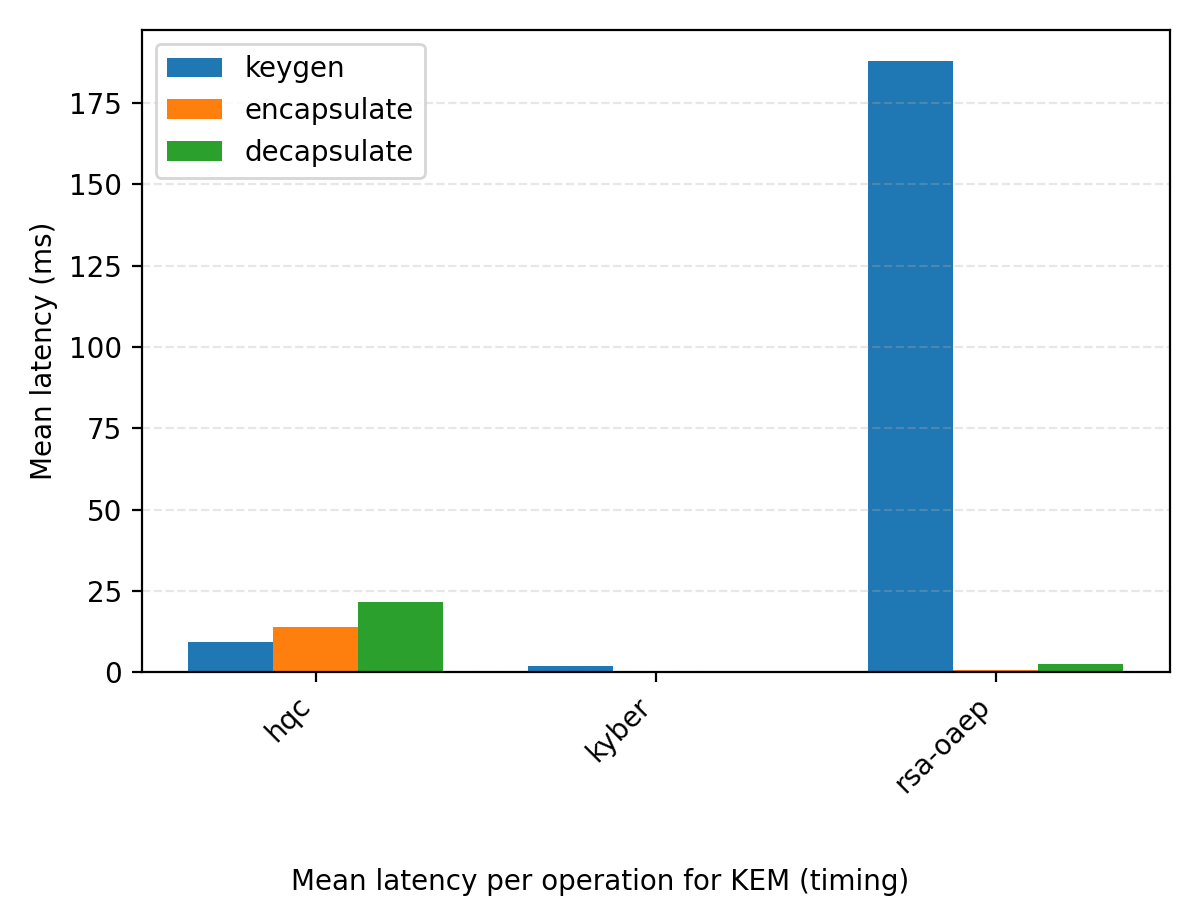 keygen
encapsulate
decapsulate
Mean latency (ms)
175
150
125
100
75
50
25
0
hqc
kyber
rsa-oaep
Mean latency per operation for KEM (timing)